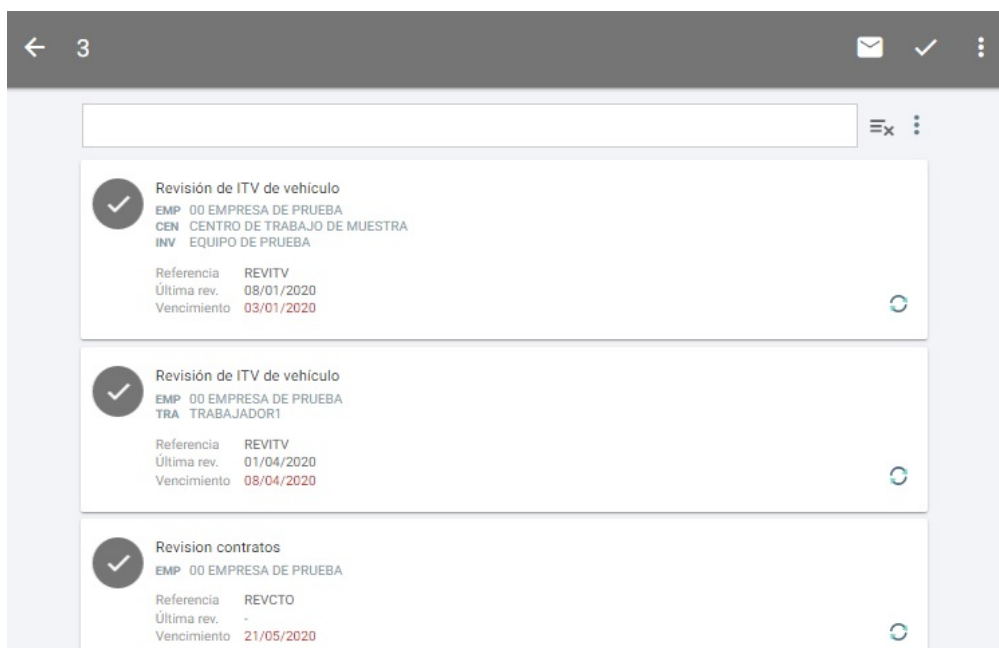 3
Revisión de ITV de vehículo
EMP 00 EMPRESA DE PRUEBA
CEN CENTRO DE TRABAJO DE MUESTRA
INV EQUIPO DE PRUEBA
Referencia REVITV
Última rev. 08/01/2020
Vencimiento 03/01/2020
Revisión de ITV de vehículo
EMP 00 EMPRESA DE PRUEBA
TRA TRABAJADOR1
Referencia REVITV
Última rev. 01/04/2020
Vencimiento 08/04/2020
Revision contratos
EMP 00 EMPRESA DE PRUEBA
Referencia REVCTO
Última rev. -
Vencimiento 21/05/2020